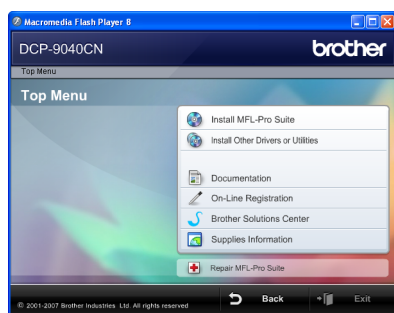 Macromedia Flash Player 8
DCP-9040CN
brother
Top Menu
Top Menu
Install MFL-Pro Suite
Install Other Drivers or Utilities
Documentation
On-Line Registration
Brother Solutions Center
Supplies Information
Repair MFL-Pro Suite
© 2001-2007 Brother Industries Ltd. All rights reserved
Back
Exit